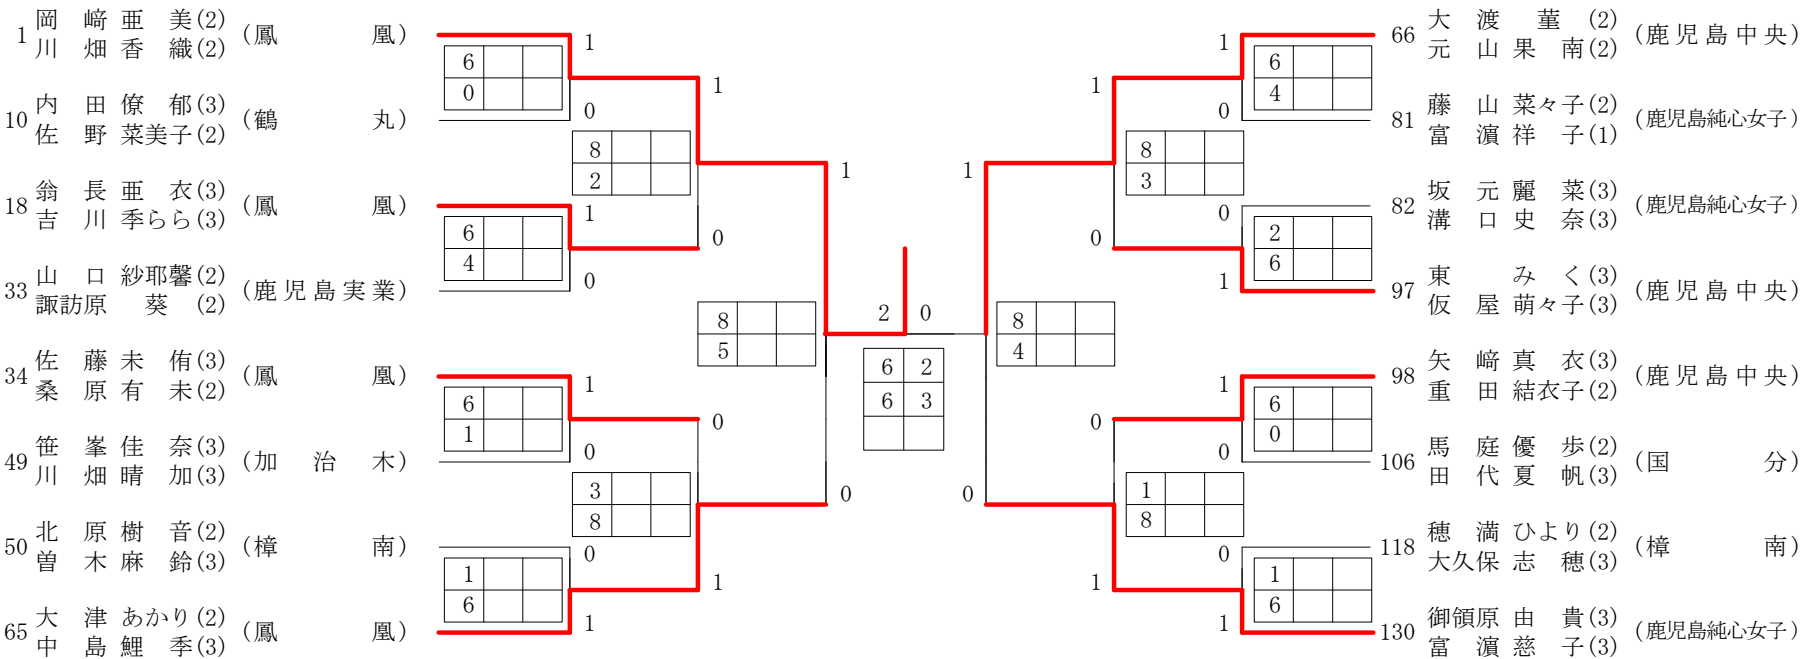 1 岡 﨑 亜 美(2) (鳳 凰)
川 畑 香 織(2)
10 内 田 僚 郁(3) (鶴 丸)
佐 野 菜美子(2)
18 翁 長 亜 衣(3) (鳳 凰)
吉 川 季らら(3)
33 山 口 紗耶馨(2) (鹿児島実業)
諏訪原 葵 (2)
34 佐 藤 未 侑(3) (鳳 凰)
桑 原 有 未(2)
49 笹 峯 佳 奈(3) (加 治 木)
川 畑 晴 加(3)
50 北 原 樹 音(2) (樟 南)
曽 木 麻 鈴(3)
65 大 津 あかり(2) (鳳 凰)
中 島 鯉 季(3)
1
6
0
0
1
6
4
0
1
6
1
0
0
1
6
1
1
8
2
0
0
3
8
1
1
8
5
0
2 0
6 2
6 3
1
8
4
0
1
8
3
0
0
1
8
1
1
6
4
0
0
2
6
1
1
6
0
0
0
1
6
1
66 大 渡 菫 (2) (鹿児島中央)
元 山 果 南(2)
81 藤 山 菜々子(2) (鹿児島純心女子)
富 濵 祥 子(1)
82 坂 元 麗 菜(3) (鹿児島純心女子)
溝 口 史 奈(3)
97 東 み く(3) (鹿児島中央)
仮 屋 萌々子(3)
98 矢 﨑 真 衣(3) (鹿児島中央)
重 田 結衣子(2)
106 馬 庭 優 歩(2) (国 分)
田 代 夏 帆(3)
118 穂 満 ひより(2) (樟 南)
大久保 志 穂(3)
130 御領原 由 貴(3) (鹿児島純心女子)
富 濵 慈 子(3)